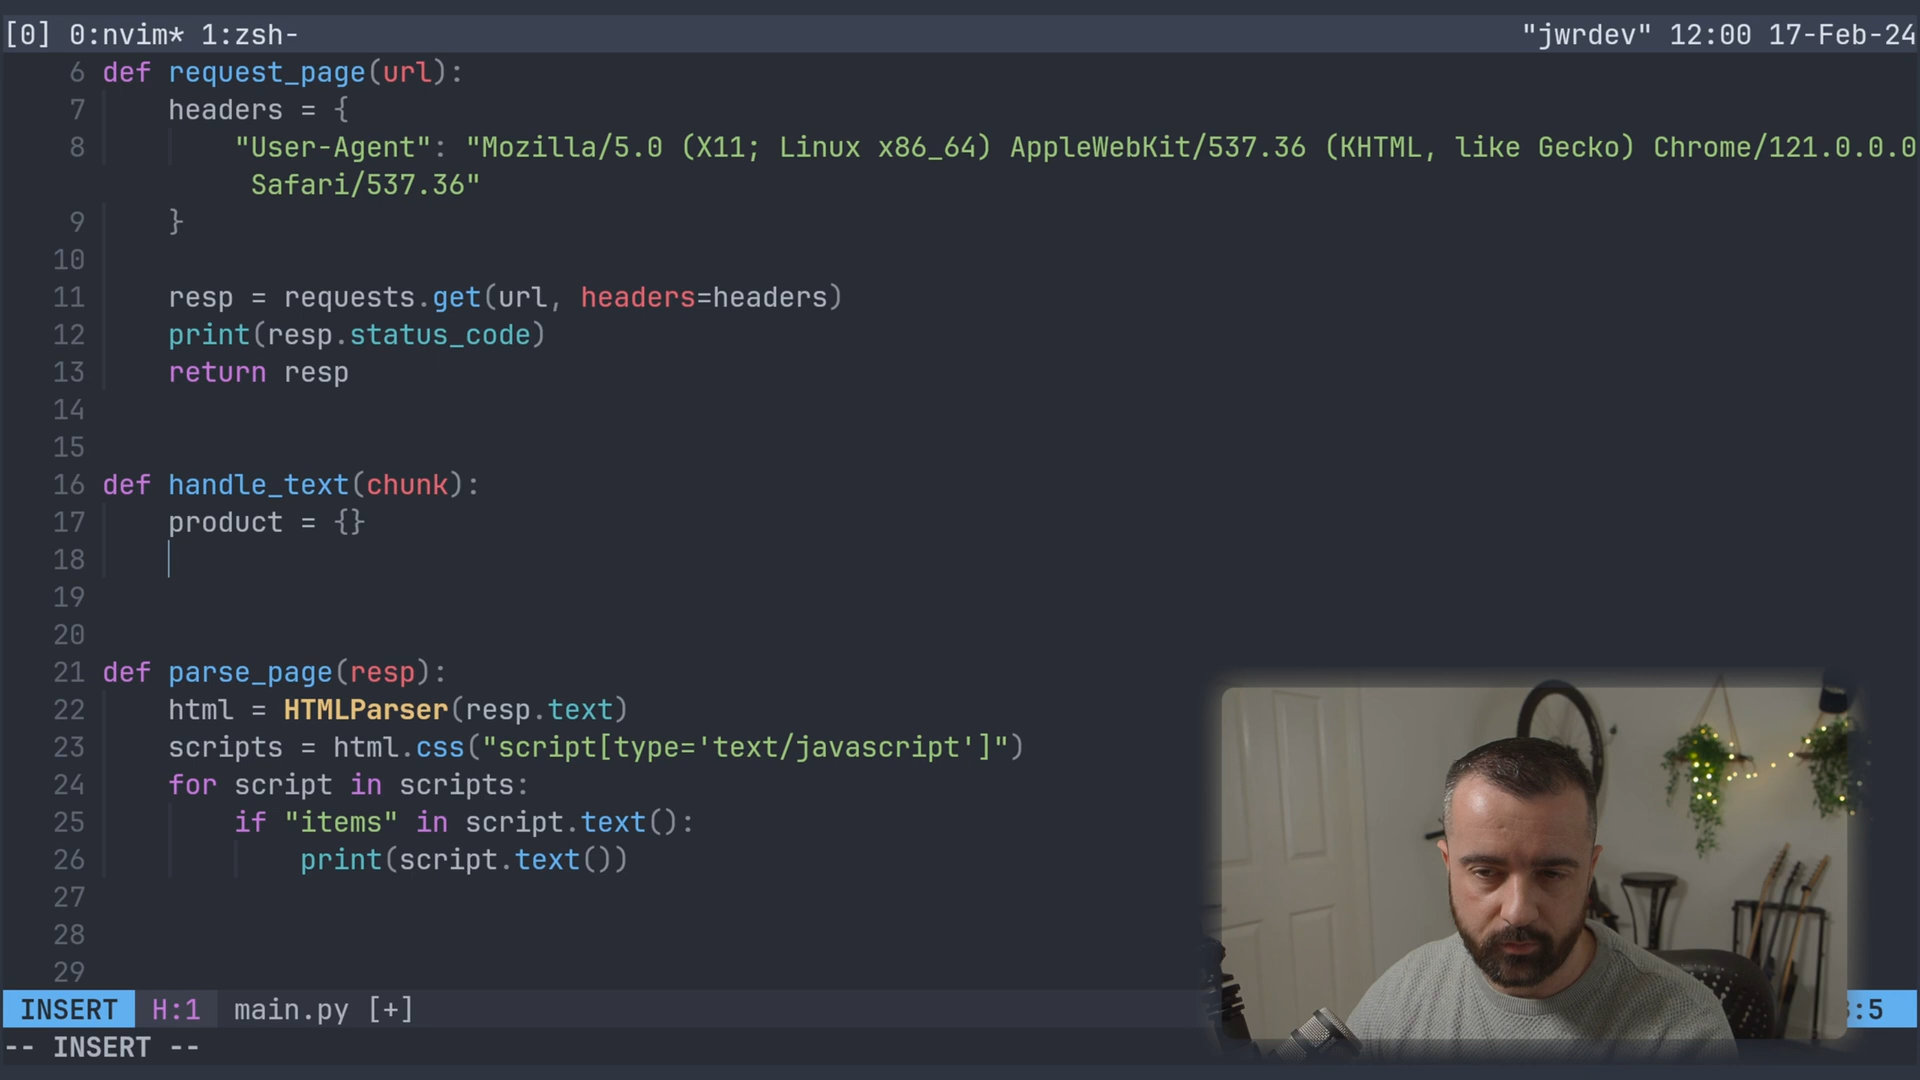 [0] 0:nvim* 1:zsh- "jwrdev" 12:00 17-Feb-24
6 def request_page(url):
7 headers = {
8 "User-Agent": "Mozilla/5.0 (X11; Linux x86_64) AppleWebKit/537.36 (KHTML, like Gecko) Chrome/121.0.0.0
Safari/537.36"
9 }
10
11 resp = requests.get(url, headers=headers)
12 print(resp.status_code)
13 return resp
14
15
16 def handle_text(chunk):
17 product = {}
18
19
20
21 def parse_page(resp):
22 html = HTMLParser(resp.text)
23 scripts = html.css("script[type='text/javascript']")
24 for script in scripts:
25 if "items" in script.text():
26 print(script.text())
27
28
29
INSERT H:1 main.py [+] :5
-- INSERT --